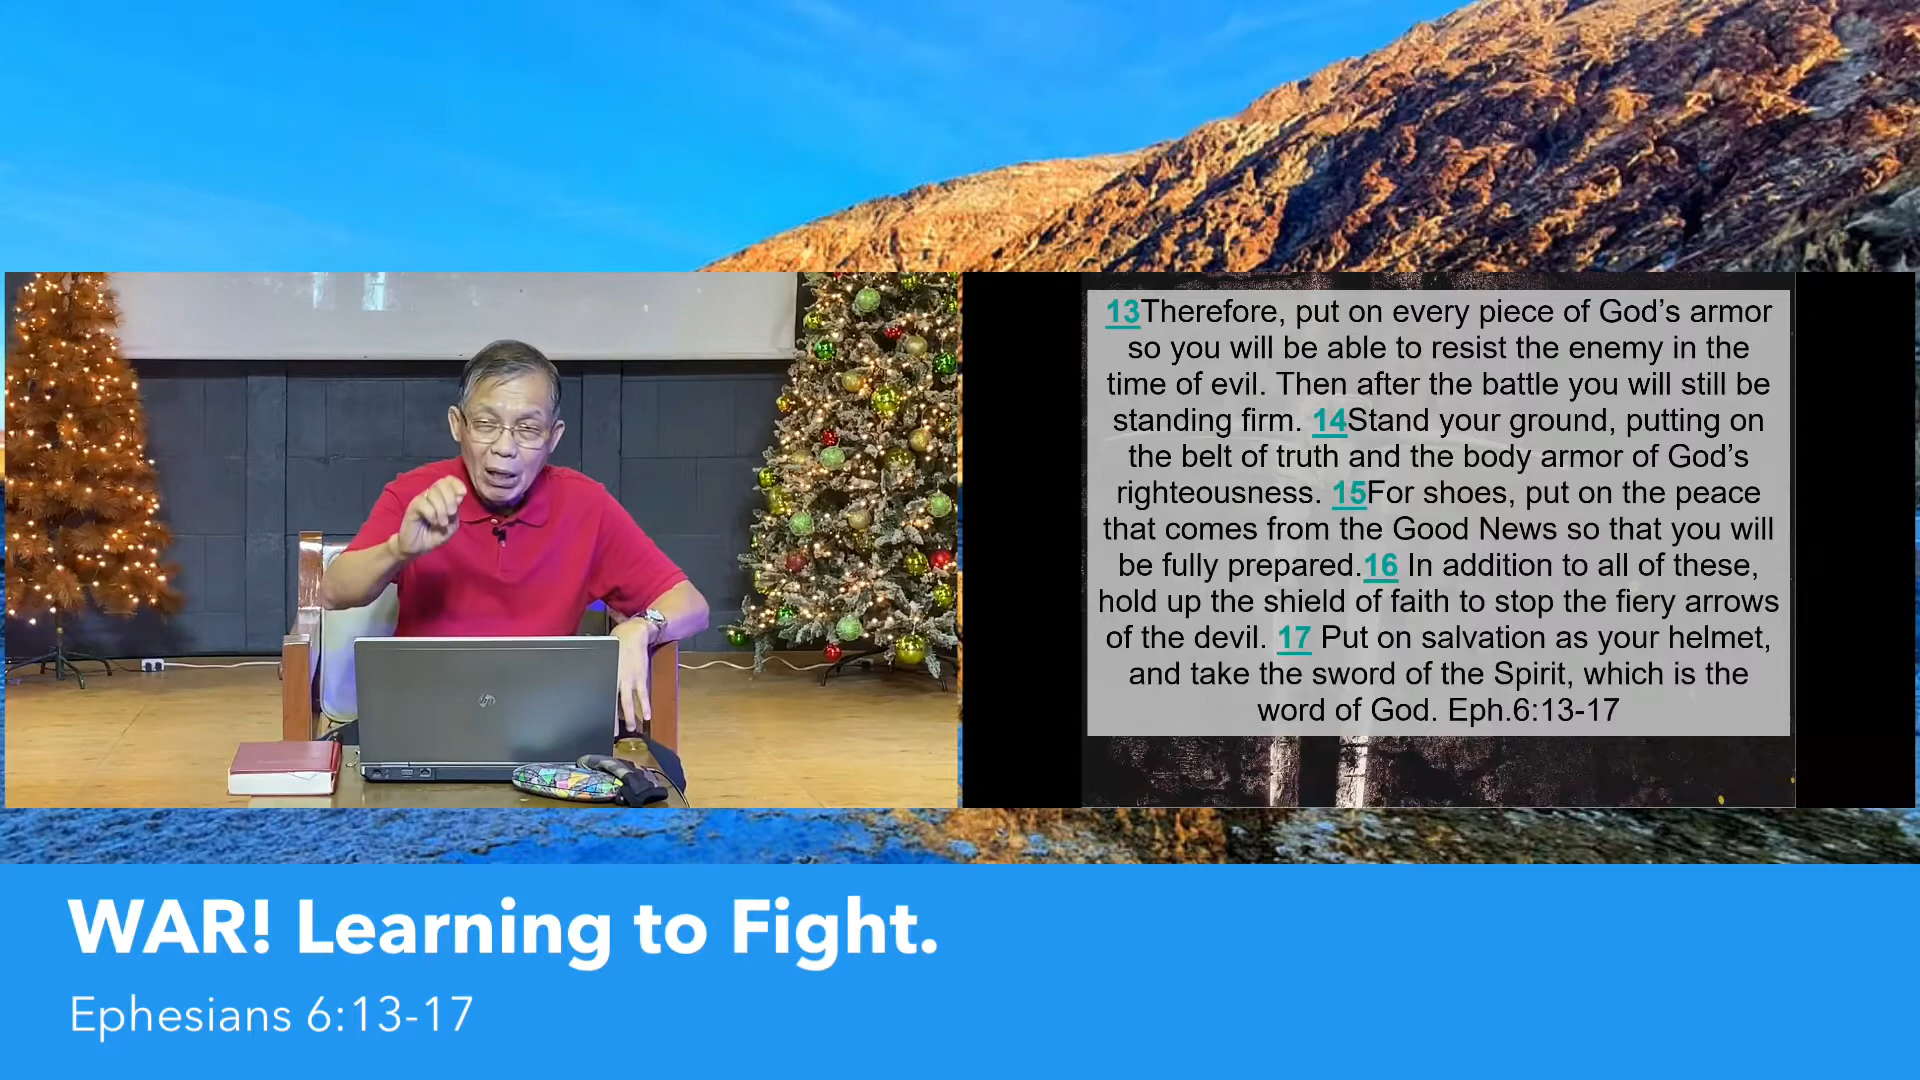 13Therefore, put on every piece of God’s armor
so you will be able to resist the enemy in the
time of evil. Then after the battle you will still be
standing firm. 14Stand your ground, putting on
the belt of truth and the body armor of God’s
righteousness. 15For shoes, put on the peace
that comes from the Good News so that you will
be fully prepared.16 In addition to all of these,
hold up the shield of faith to stop the fiery arrows
of the devil. 17 Put on salvation as your helmet,
and take the sword of the Spirit, which is the
word of God. Eph.6:13-17
hp
WAR! Learning to Fight.
Ephesians 6:13-17